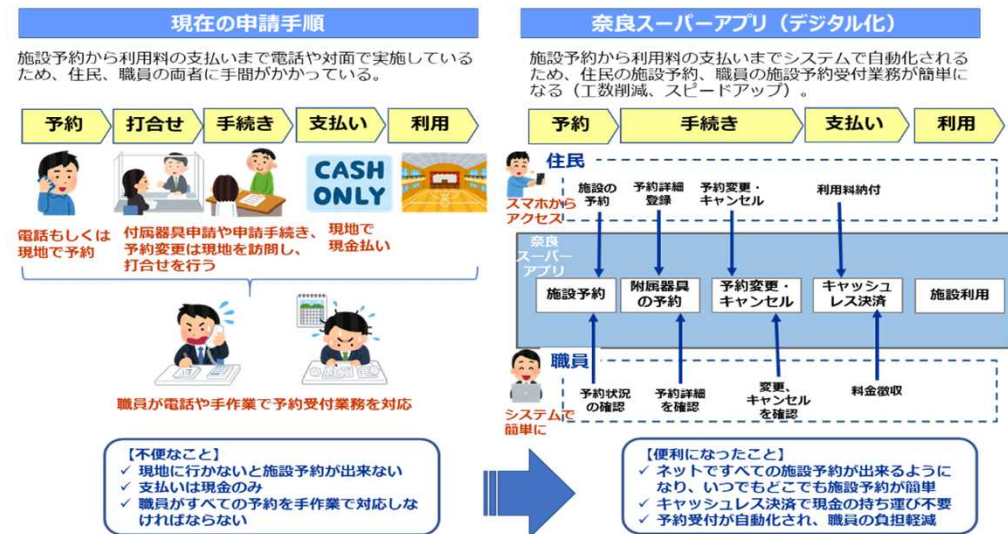 現在の申請手順
施設予約から利用料の支払いまで電話や対面で実施している
ため、住民、職員の両者に手間がかかっている。
予約
打合せ
手続き
支払い
利用
CASH
ONLY
電話もしくは
現地で予約
付属器具申請や申請手続き、
予約変更は現地を訪問し、
打合せを行う
現地で
現金払い
職員が電話や手作業で予約受付業務を対応
【不便なこと】
✓ 現地に行かないと施設予約が出来ない
✓ 支払いは現金のみ
✓ 職員がすべての予約を手作業で対応しな
ければならない
奈良スーパーアプリ（デジタル化）
施設予約から利用料の支払いまでシステムで自動化される
ため、住民の施設予約、職員の施設予約受付業務が簡単に
なる（工数削減、スピードアップ）。
予約
手続き
支払い
利用
住民
スマホから
アクセス
施設の
予約
予約詳細
登録
予約変更・
キャンセル
利用料納付
奈良
スーパー
アプリ
施設予約
附属器具
の予約
予約変更・
キャンセル
キャッシュ
レス決済
施設利用
職員
システムで
簡単に
予約状況
の確認
予約詳細
を確認
変更、
キャンセル
を確認
料金徴収
【便利になったこと】
✓ ネットですべての施設予約が出来るように
なり、いつでもどこでも施設予約が簡単
✓ キャッシュレス決済で現金の持ち運び不要
✓ 予約受付が自動化され、職員の負担軽減